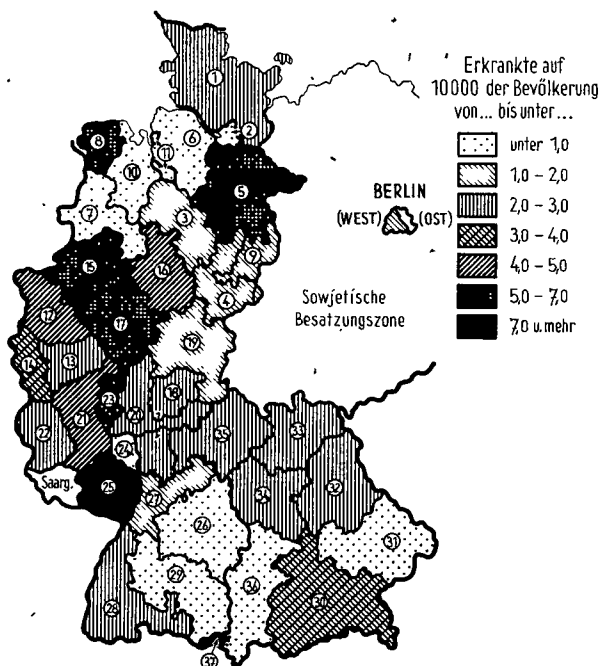 Erkrankte auf
10000 der Bevölkerung
von... bis unter...
unter 1,0
1,0 – 2,0
2,0 – 3,0
3,0 – 4,0
4,0 – 5,0
5,0 – 7,0
7,0 u. mehr
BERLIN
(WEST) (OST)
Sowjetische
Besatzungszone
Saarg.
1
2
6
8
11
10
5
7
3
9
15
16
4
17
12
19
13
14
18
23
20
21
22
24
35
33
25
27
34
32
26
31
29
36
28
37